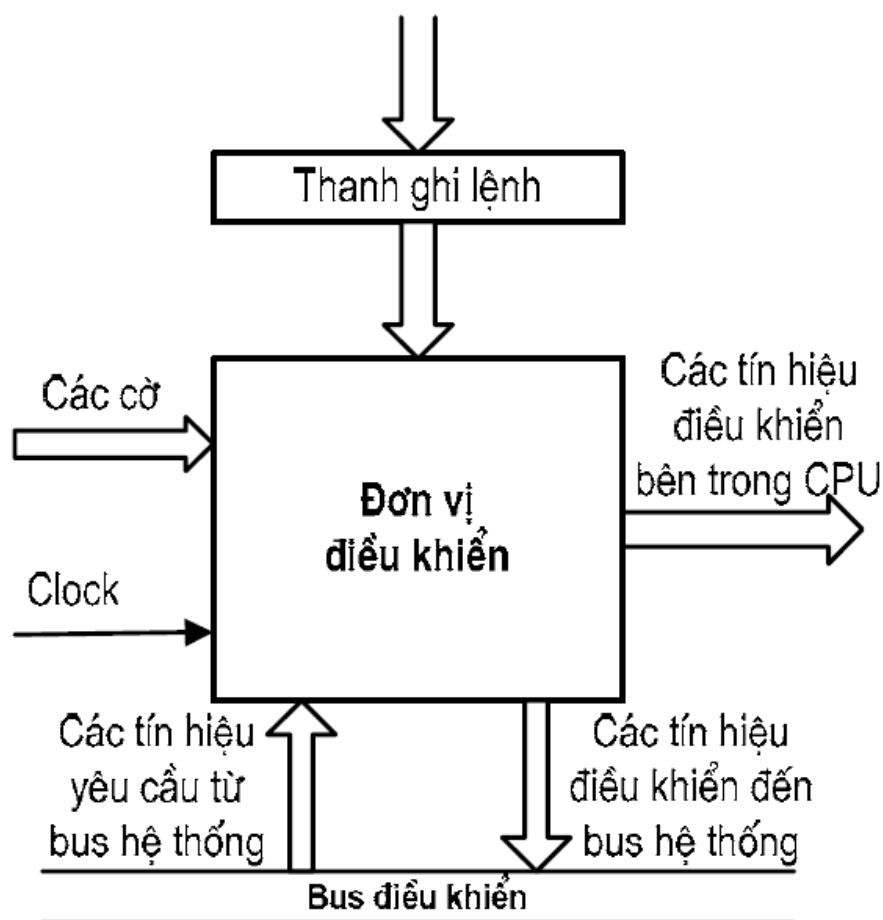 Thanh ghi lệnh
Các cờ
Clock
Đơn vị
điều khiển
Các tín hiệu
điều khiển
bên trong CPU
Các tín hiệu
yêu cầu từ
bus hệ thống
Các tín hiệu
điều khiển đến
bus hệ thống
Bus điều khiển